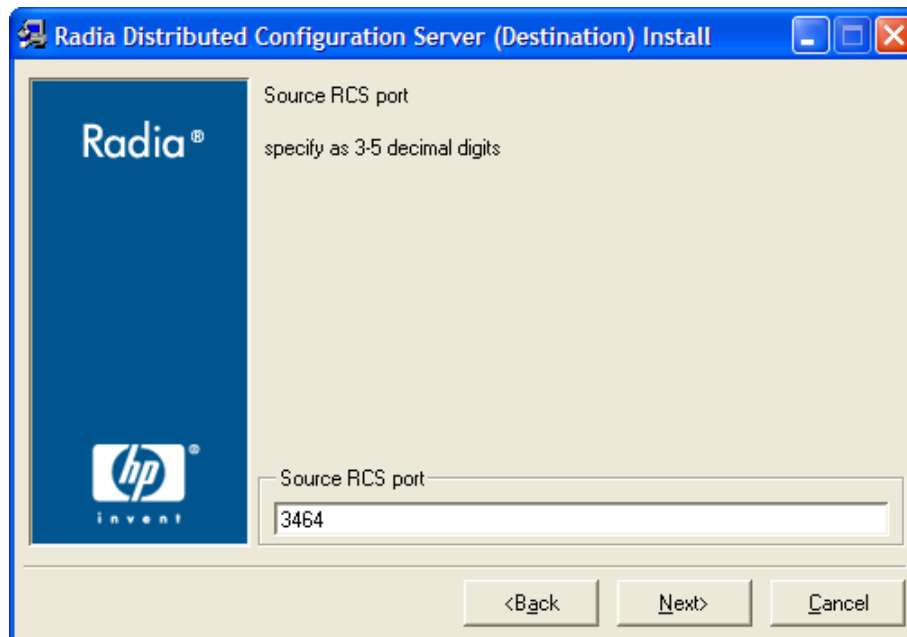 Radia Distributed Configuration Server (Destination) Install
Radia®
Source RCS port
specify as 3-5 decimal digits
hp®
invent
Source RCS port
3464
<Back
Next>
Cancel